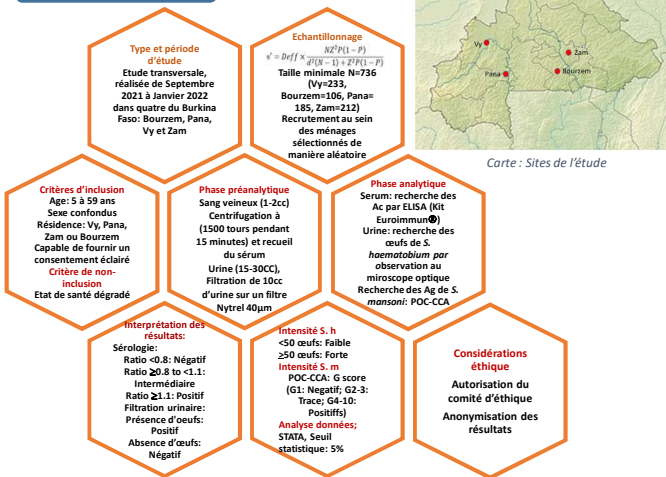 Type et période
d'étude
Etude transversale,
réalisée de Septembre
2021 à Janvier 2022
dans quatre du Burkina
Faso: Bourzem, Pana,
Vy et Zam
Echantillonnage
n' = Deff × NZ²P(1 − P) / d²(N − 1) + Z²P(1 − P)
Taille minimale N=736
(Vy=233,
Bourzem=106, Pana=
185, Zam=212)
Recrutement au sein
des ménages
sélectionnés de
manière aléatoire
Vy
Zam
Pana
Bourzem
Carte : Sites de l'étude
Critères d'inclusion
Age: 5 à 59 ans
Sexe confondus
Résidence: Vy, Pana,
Zam ou Bourzem
Capable de fournir un
consentement éclairé
Critère de non-
inclusion
Etat de santé dégradé
Phase préanalytique
Sang veineux (1-2cc)
Centrifugation à
(1500 tours pendant
15 minutes) et recueil
du sérum
Urine (15-30CC),
Filtration de 10cc
d'urine sur un filtre
Nytrel 40µm
Phase analytique
Serum: recherche des
Ac par ELISA (Kit
Euroimmun®)
Urine: recherche des
œufs de S.
haematobium par
observation au
miroscope optique
Recherche des Ag de S.
mansoni: POC-CCA
Interprétation des
résultats:
Sérologie:
Ratio <0.8: Négatif
Ratio ≥0.8 to <1.1:
Intermédiaire
Ratio ≥1.1: Positif
Filtration urinaire:
Présence d'oeufs:
Positif
Absence d'œufs:
Négatif
Intensité S. h
<50 œufs: Faible
≥50 œufs: Forte
Intensité S. m
POC-CCA: G score
(G1: Negatif; G2-3:
Trace; G4-10:
Positiffs)
Analyse données;
STATA, Seuil
statistique: 5%
Considérations
éthique
Autorisation du
comité d'éthique
Anonymisation des
résultats